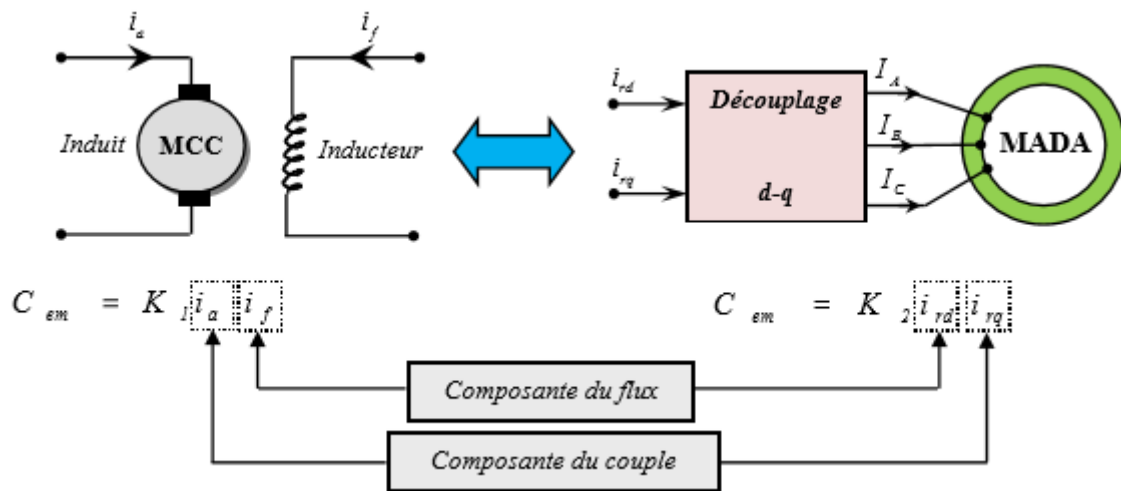 i_a
i_f
Induit
MCC
Inducteur
i_rd
i_rq
Découplage
d-q
I_A
I_B
I_C
MADA
C_em = K_1 i_a i_f
C_em = K_2 i_rd i_rq
Composante du flux
Composante du couple